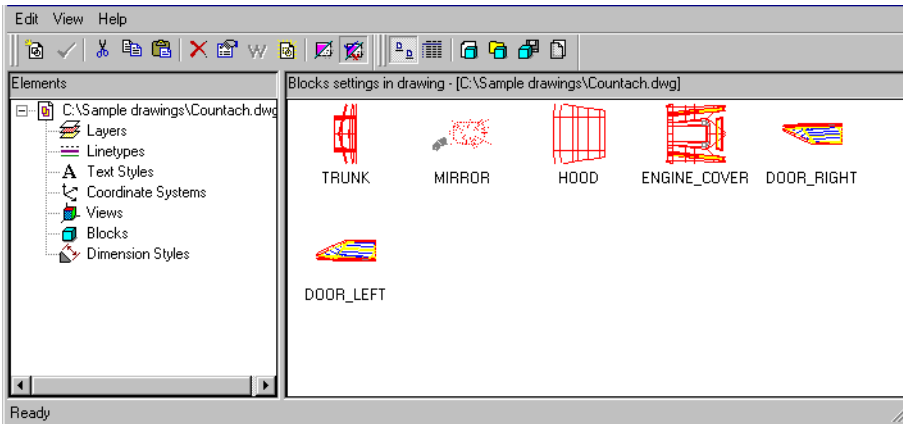 Edit View Help
Elements
Blocks settings in drawing - [C:\Sample drawings\Countach.dwg]
C:\Sample drawings\Countach.dwg
Layers
Linetypes
A Text Styles
Coordinate Systems
Views
Blocks
Dimension Styles
TRUNK MIRROR HOOD ENGINE_COVER DOOR_RIGHT
DOOR_LEFT
Ready